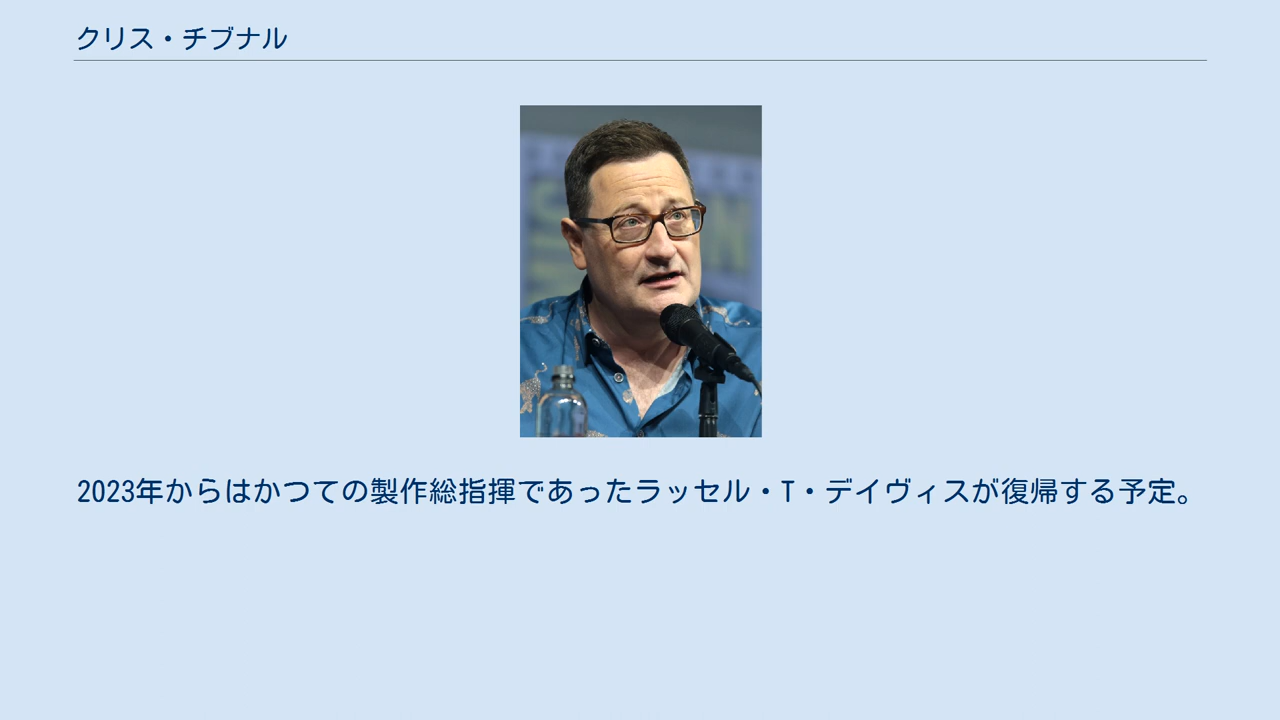 クリス・チブナル
2023年からはかつての製作総指揮であったラッセル・T・デイヴィスが復帰する予定。